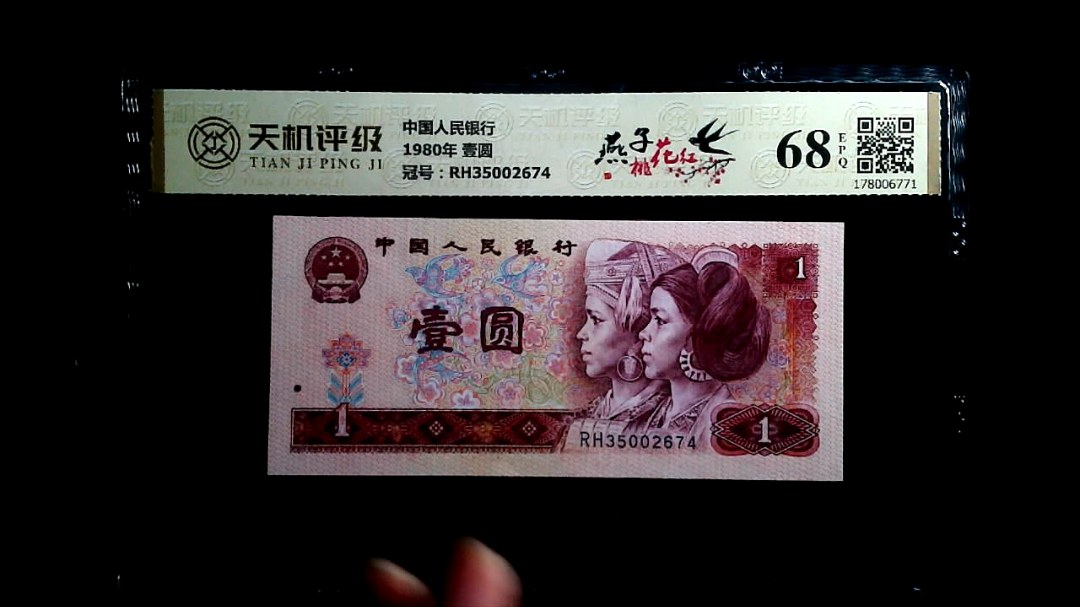 天机评级
TIAN JI PING JI
中国人民银行
1980年 壹圆
冠号：RH35002674
燕子
桃花红
68
EPQ
178006771
中国人民银行
1
壹圆
1
RH35002674
1